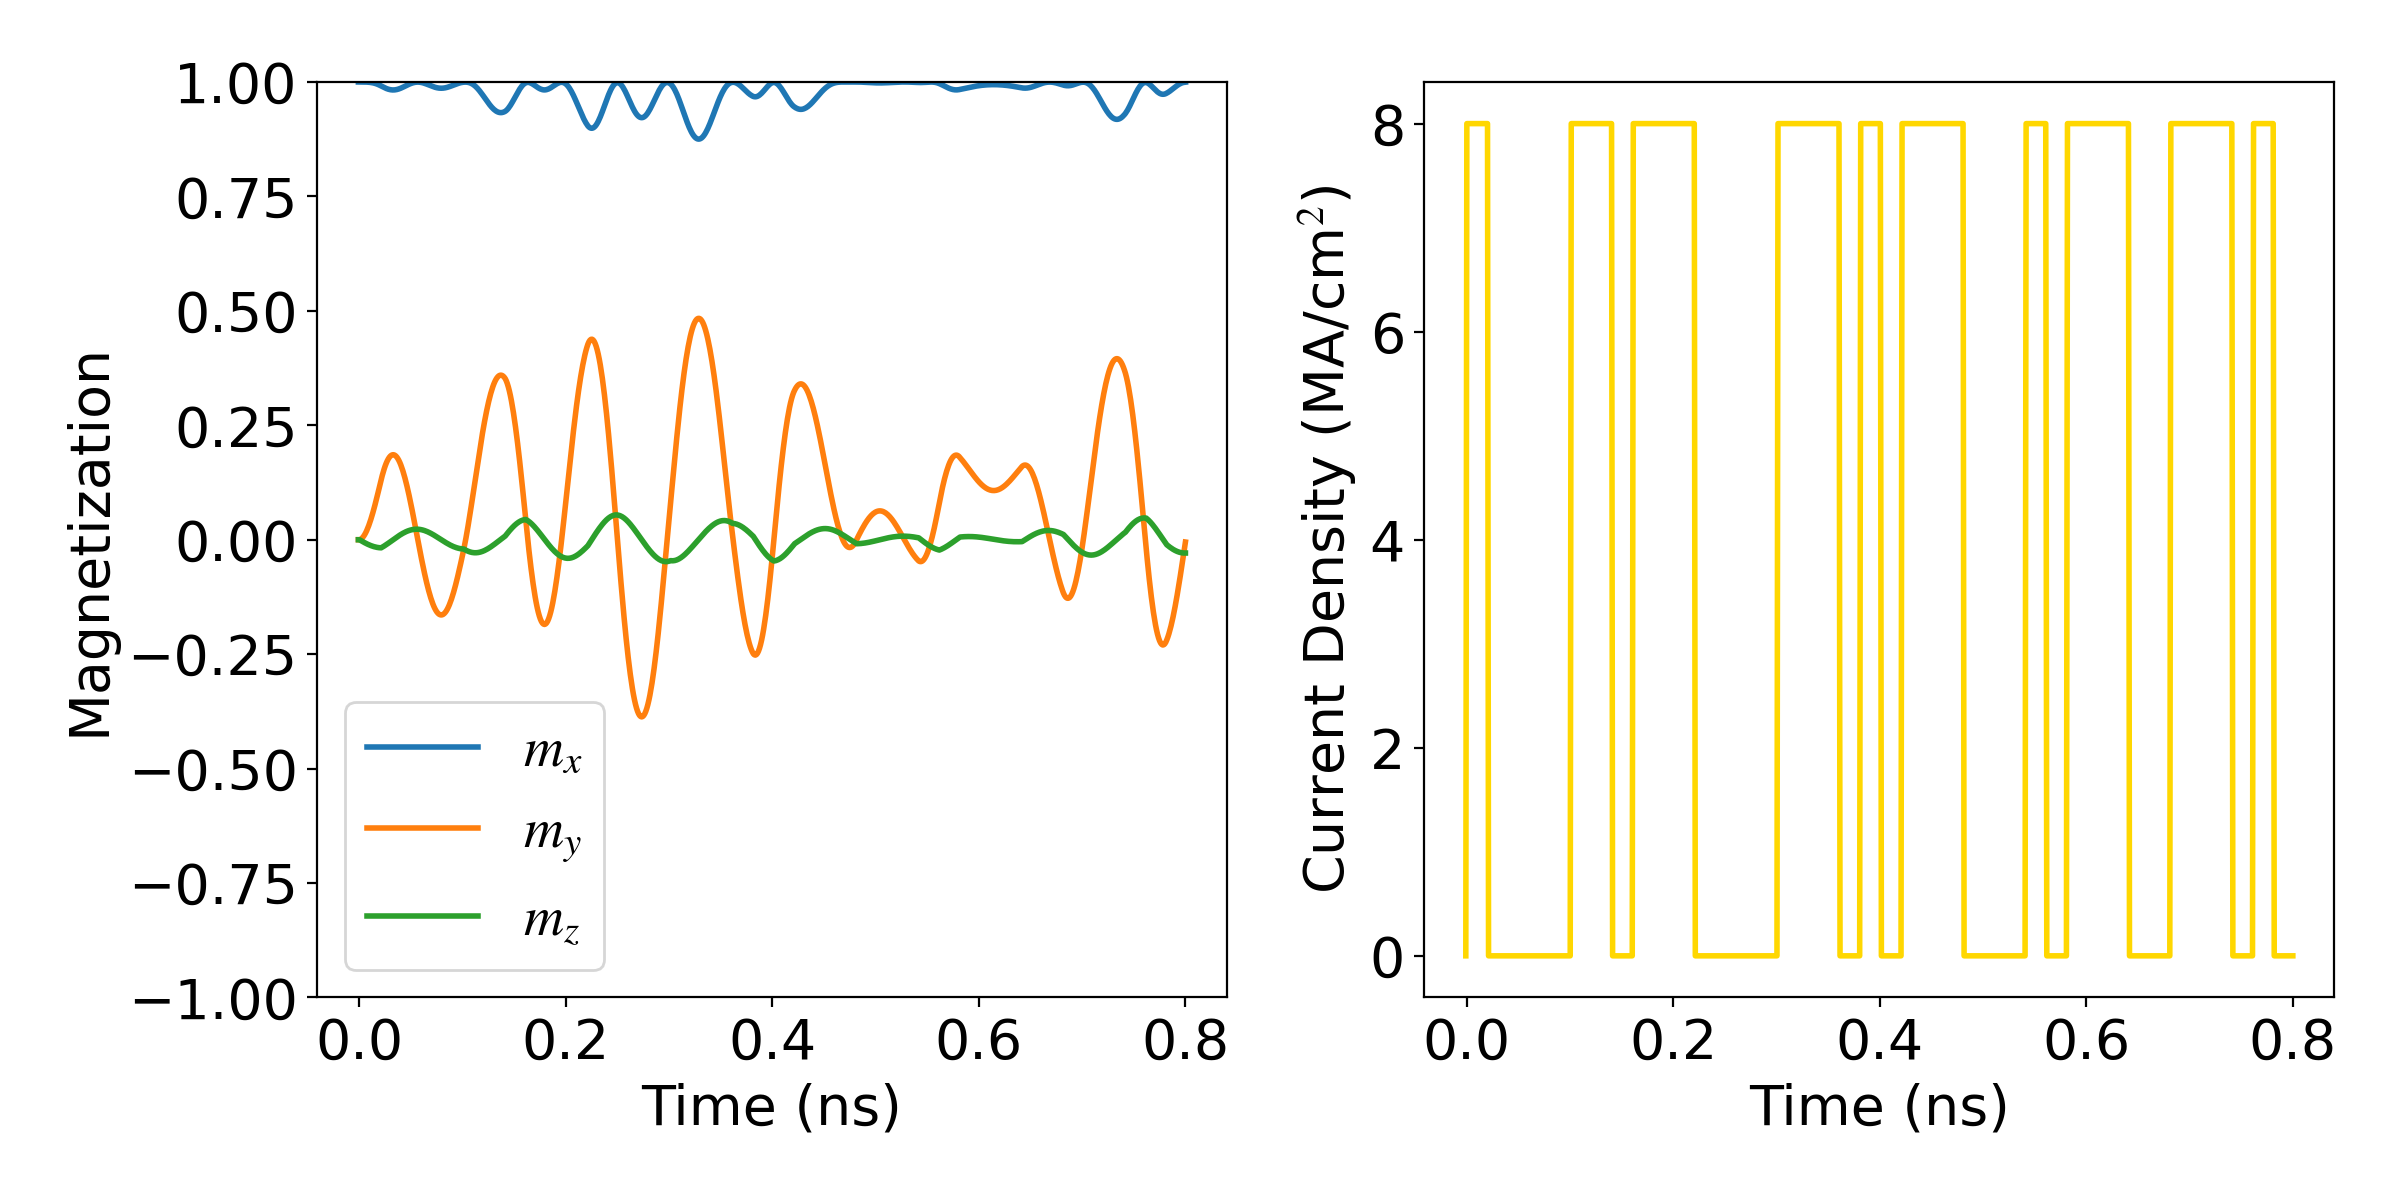 Magnetization
1.00
0.75
0.50
0.25
0.00
−0.25
−0.50
−0.75
−1.00
0.0 0.2 0.4 0.6 0.8
Time (ns)
m_x
m_y
m_z
Current Density (MA/cm²)
8
6
4
2
0
0.0 0.2 0.4 0.6 0.8
Time (ns)